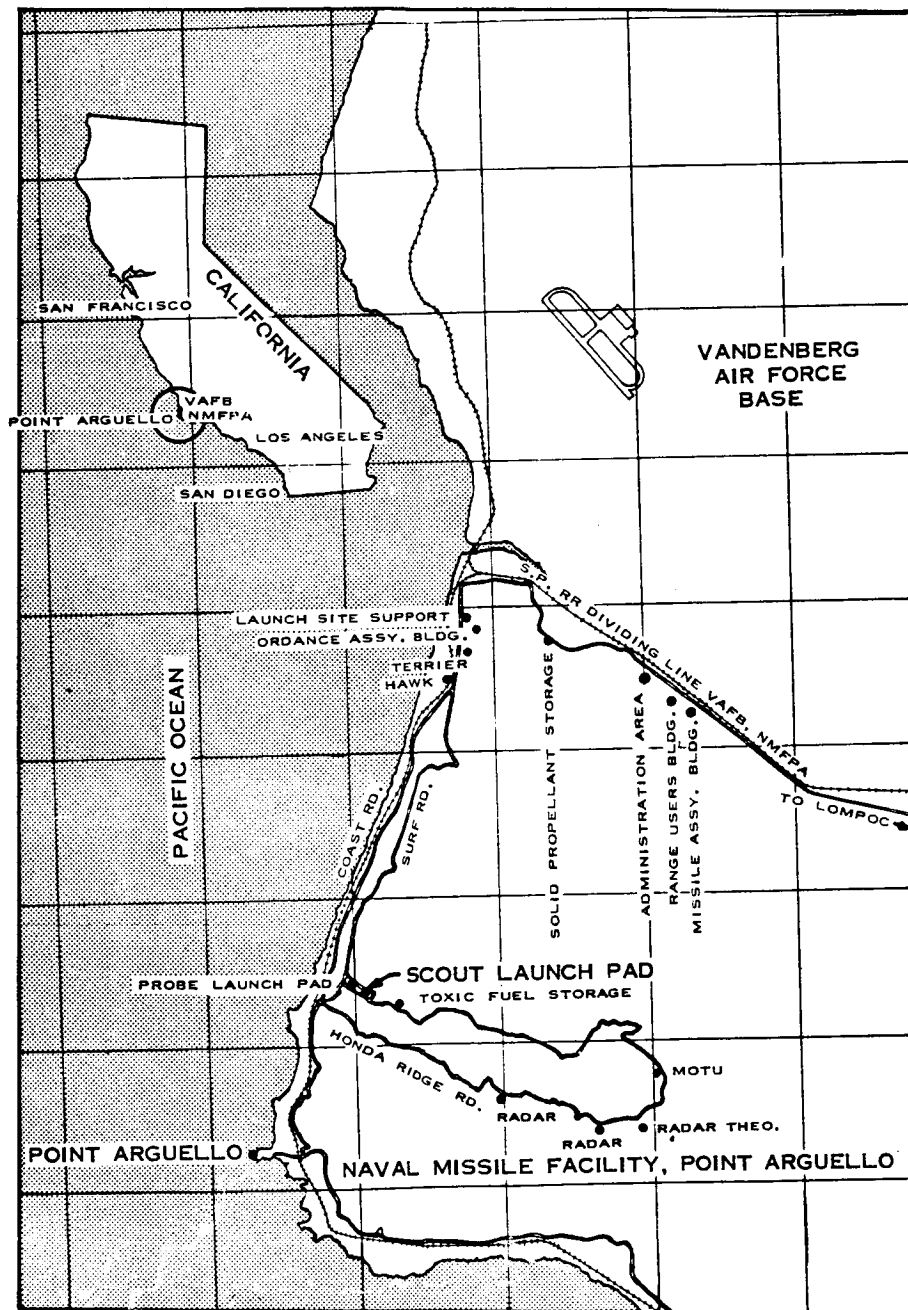 CALIFORNIA
SAN FRANCISCO
VAFB
NMFPA
POINT ARGUELLO
LOS ANGELES
SAN DIEGO
VANDENBERG
AIR FORCE
BASE
S.P. RR DIVIDING LINE VAFB. NMFPA
LAUNCH SITE SUPPORT
ORDANCE ASSY. BLDG.
TERRIER
HAWK
PACIFIC OCEAN
COAST RD.
SURF RD.
SOLID PROPELLANT STORAGE
ADMINISTRATION AREA
RANGE USERS BLDG.
MISSILE ASSY. BLDG.
TO LOMPOC
PROBE LAUNCH PAD
SCOUT LAUNCH PAD
TOXIC FUEL STORAGE
HONDA RIDGE RD.
MOTU
RADAR
RADAR
RADAR THEO.
POINT ARGUELLO
NAVAL MISSILE FACILITY, POINT ARGUELLO